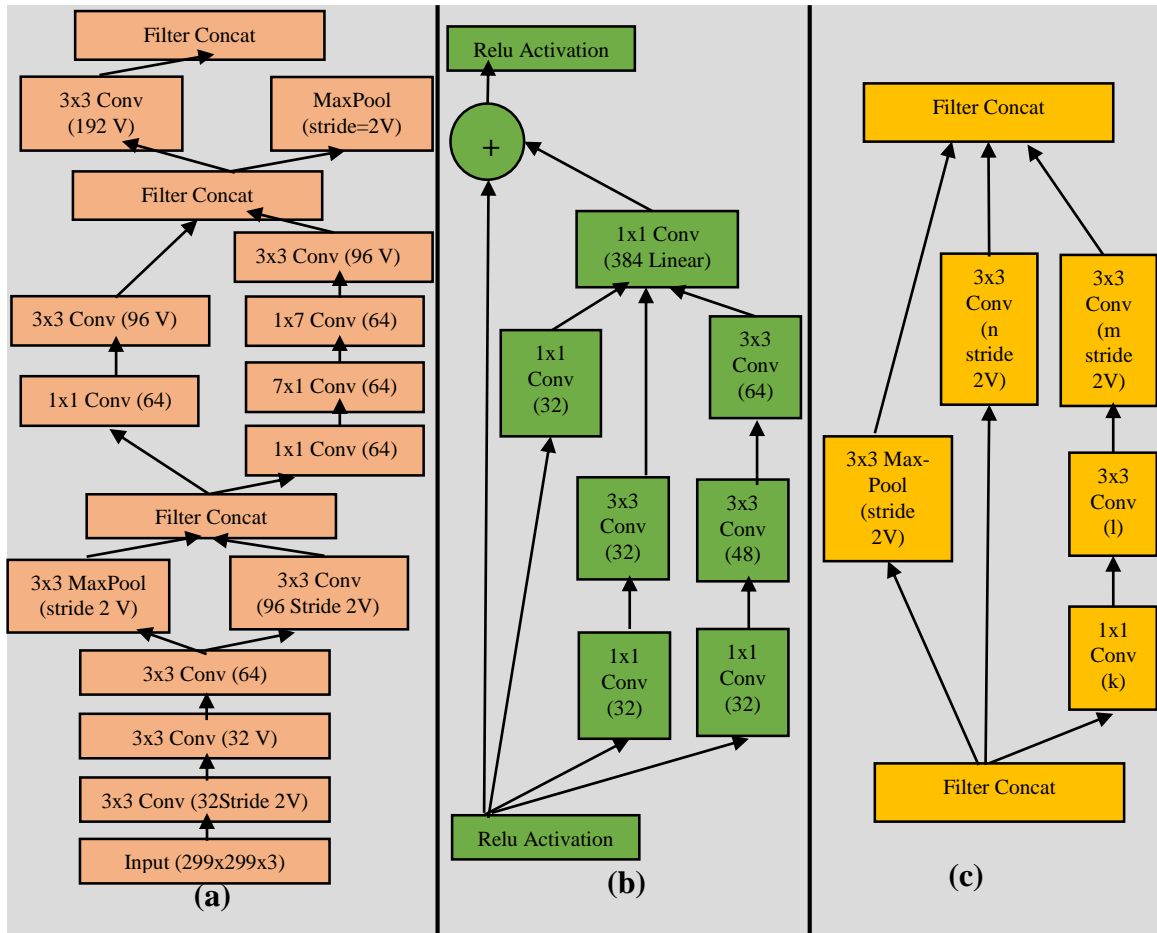 Filter Concat
3x3 Conv
(192 V)
MaxPool
(stride=2V)
Filter Concat
3x3 Conv (96 V)
3x3 Conv (96 V)
1x7 Conv (64)
1x1 Conv (64)
7x1 Conv (64)
1x1 Conv (64)
Filter Concat
3x3 MaxPool
(stride 2 V)
3x3 Conv
(96 Stride 2V)
3x3 Conv (64)
3x3 Conv (32 V)
3x3 Conv (32Stride 2V)
Input (299x299x3)
(a)
Relu Activation
+
1x1 Conv
(384 Linear)
1x1
Conv
(32)
3x3
Conv
(64)
3x3
Conv
(32)
3x3
Conv
(48)
1x1
Conv
(32)
1x1
Conv
(32)
Relu Activation
(b)
Filter Concat
3x3
Conv
(n
stride
2V)
3x3
Conv
(m
stride
2V)
3x3 Max-
Pool
(stride
2V)
3x3
Conv
(l)
1x1
Conv
(k)
Filter Concat
(c)